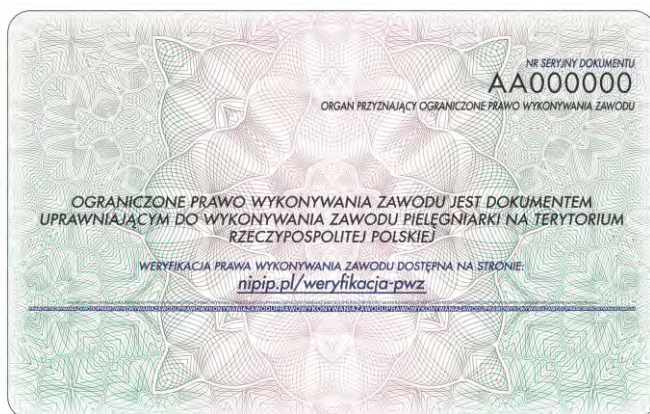 NR SERYJNY DOKUMENTU
AA000000
ORGAN PRZYZNAJĄCY OGRANICZONE PRAWO WYKONYWANIA ZAWODU
OGRANICZONE PRAWO WYKONYWANIA ZAWODU JEST DOKUMENTEM
UPRAWNIAJĄCYM DO WYKONYWANIA ZAWODU PIELĘGNIARKI NA TERYTORIUM
RZECZYPOSPOLITEJ POLSKIEJ
WERYFIKACJA PRAWA WYKONYWANIA ZAWODU DOSTĘPNA NA STRONIE:
nipip.pl/weryfikacja-pwz